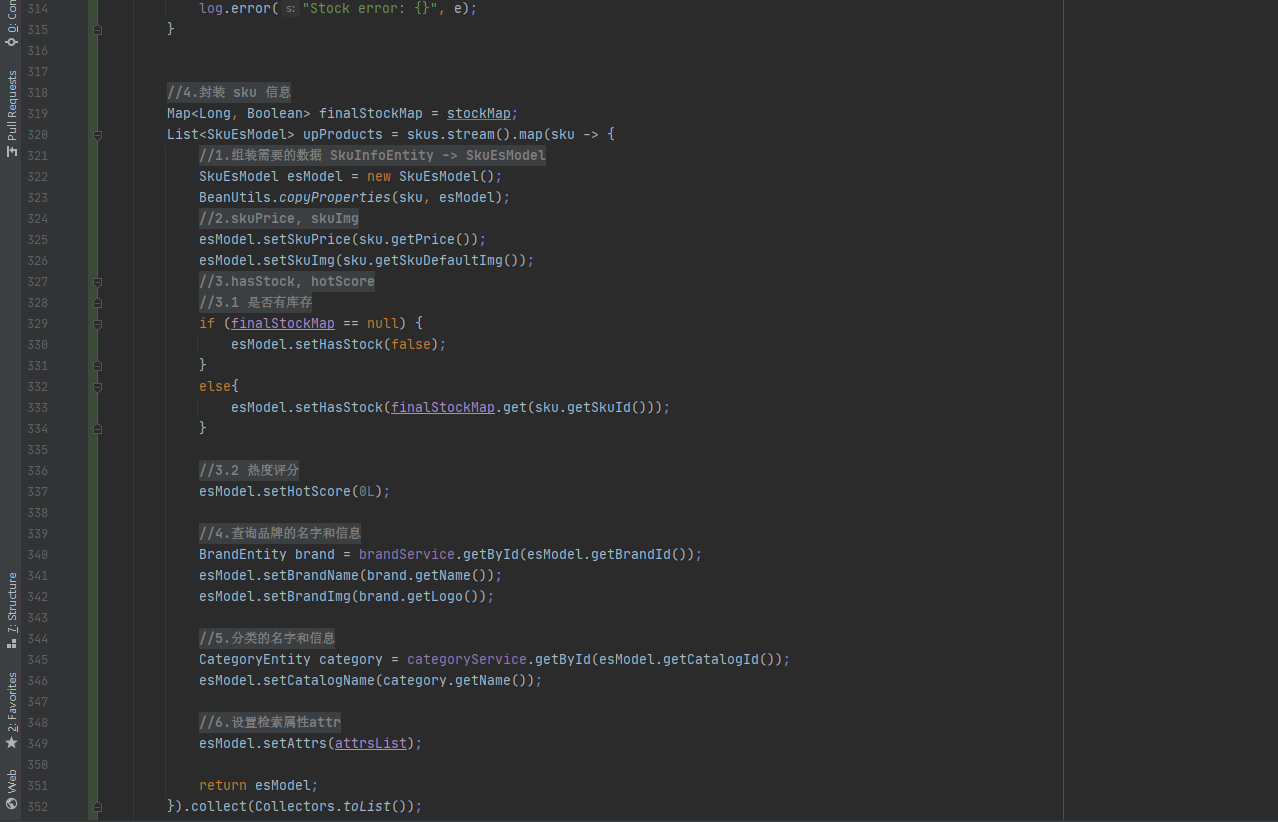 0: Con
Pull Requests
7: Structure
2: Favorites
Web
314 log.error( s: "Stock error: {}", e);
315 }
316
317
318 //4.封装 sku 信息
319 Map<Long, Boolean> finalStockMap = stockMap;
320 List<SkuEsModel> upProducts = skus.stream().map(sku -> {
321 //1.组装需要的数据 SkuInfoEntity -> SkuEsModel
322 SkuEsModel esModel = new SkuEsModel();
323 BeanUtils.copyProperties(sku, esModel);
324 //2.skuPrice, skuImg
325 esModel.setSkuPrice(sku.getPrice());
326 esModel.setSkuImg(sku.getSkuDefaultImg());
327 //3.hasStock, hotScore
328 //3.1 是否有库存
329 if (finalStockMap == null) {
330 esModel.setHasStock(false);
331 }
332 else{
333 esModel.setHasStock(finalStockMap.get(sku.getSkuId()));
334 }
335
336 //3.2 热度评分
337 esModel.setHotScore(0L);
338
339 //4.查询品牌的名字和信息
340 BrandEntity brand = brandService.getById(esModel.getBrandId());
341 esModel.setBrandName(brand.getName());
342 esModel.setBrandImg(brand.getLogo());
343
344 //5.分类的名字和信息
345 CategoryEntity category = categoryService.getById(esModel.getCatalogId());
346 esModel.setCatalogName(category.getName());
347
348 //6.设置检索属性attr
349 esModel.setAttrs(attrsList);
350
351 return esModel;
352 }).collect(Collectors.toList());